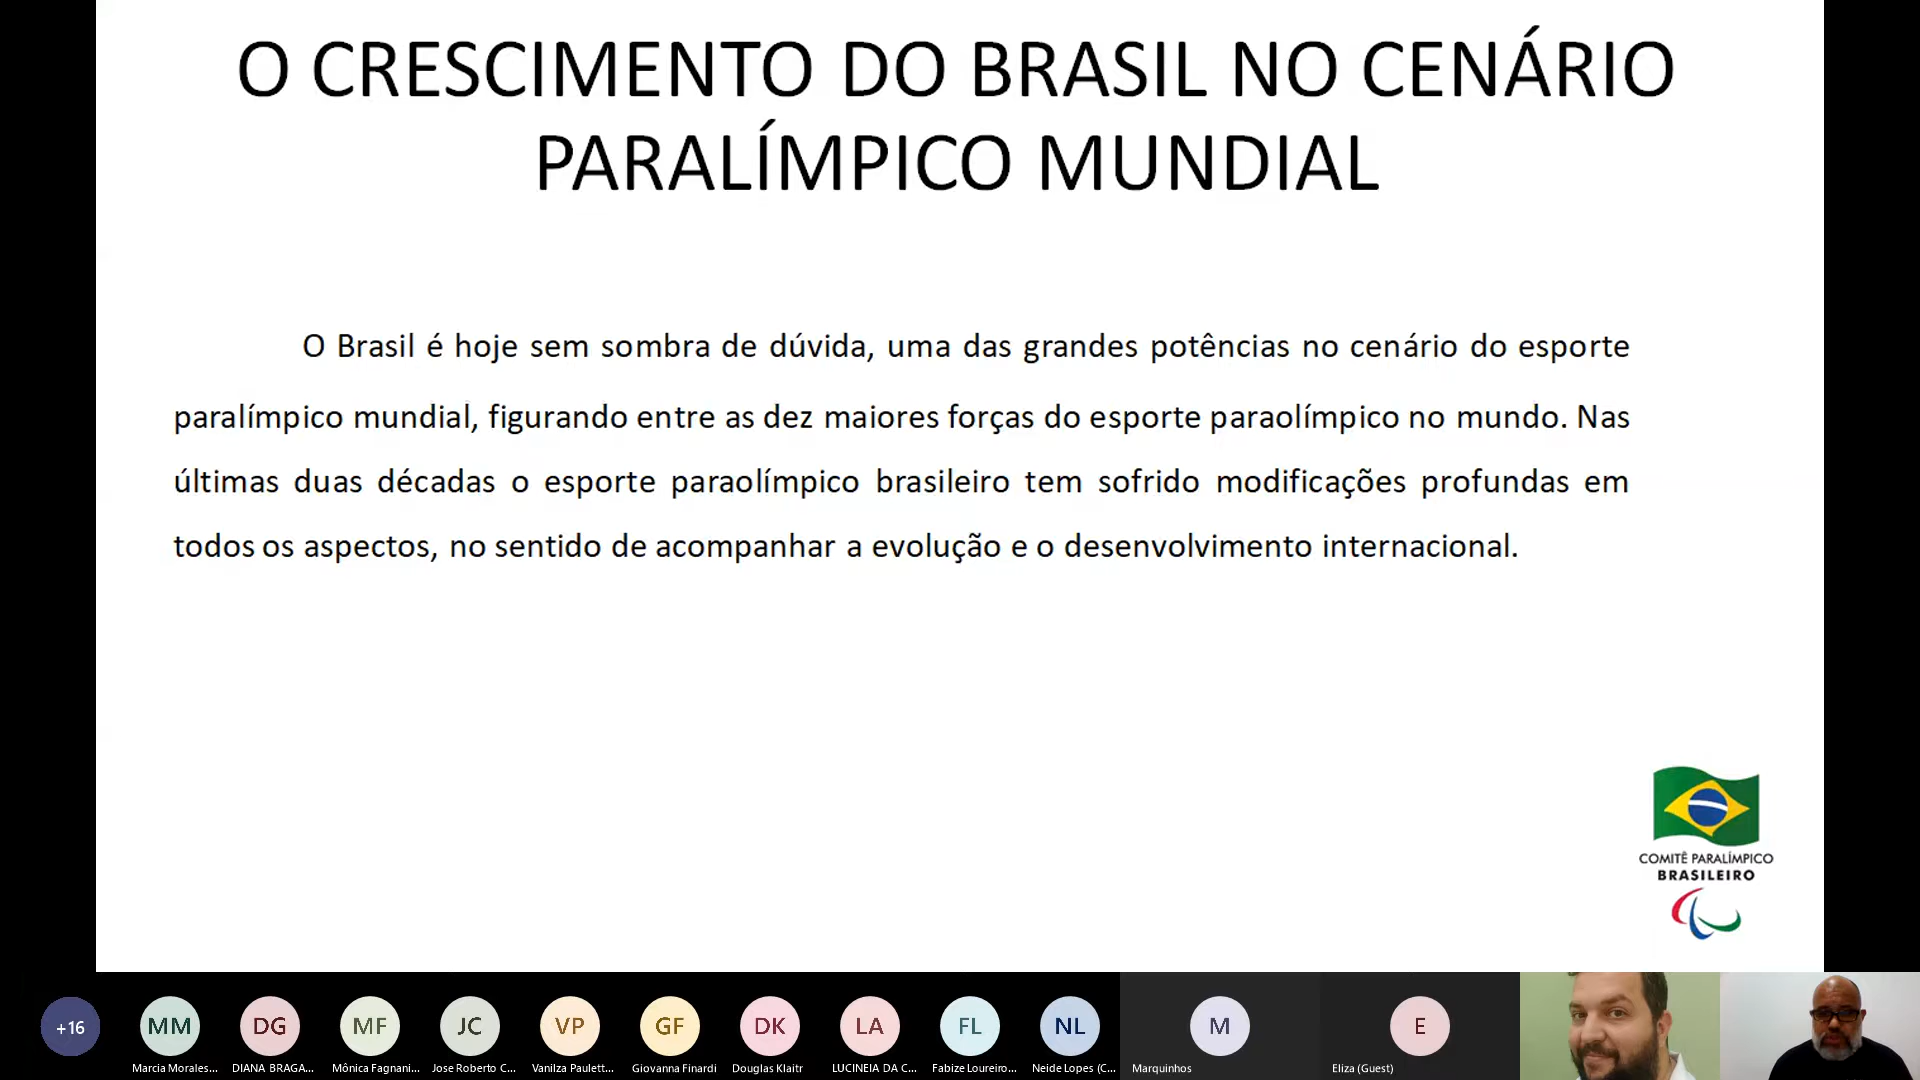 O CRESCIMENTO DO BRASIL NO CENÁRIO
PARALÍMPICO MUNDIAL
O Brasil é hoje sem sombra de dúvida, uma das grandes potências no cenário do esporte
paralímpico mundial, figurando entre as dez maiores forças do esporte paraolímpico no mundo. Nas
últimas duas décadas o esporte paraolímpico brasileiro tem sofrido modificações profundas em
todos os aspectos, no sentido de acompanhar a evolução e o desenvolvimento internacional.
COMITÊ PARALÍMPICO
BRASILEIRO
+16 MM DG MF JC VP GF DK LA FL NL M E
Marcia Morales... DIANA BRAGA... Mônica Fagnani... Jose Roberto C... Vanilza Paulett... Giovanna Finardi Douglas Klaitr LUCINEIA DA C... Fabize Loureiro... Neide Lopes (C... Marquinhos Eliza (Guest)